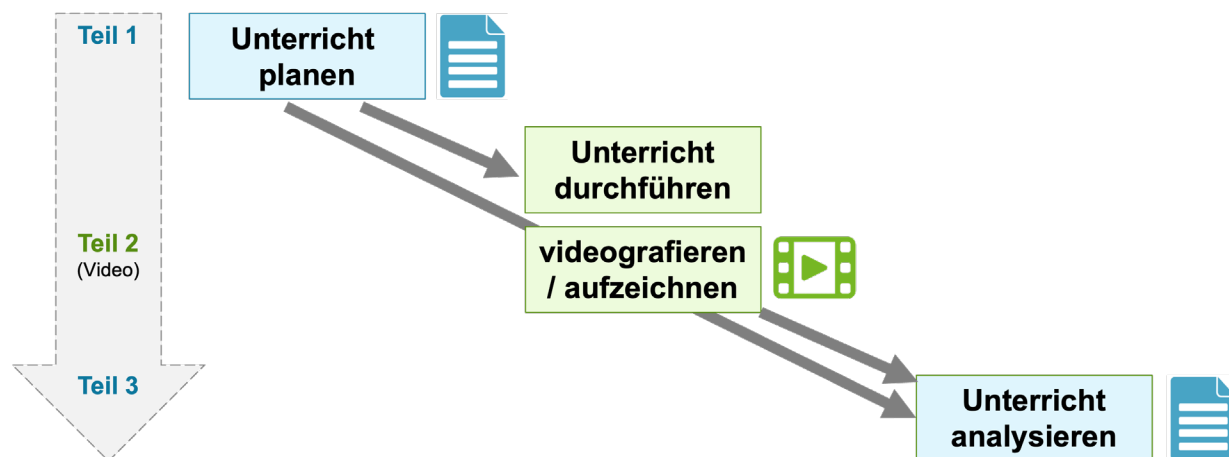 Teil 1
Unterricht
planen
Unterricht
durchführen
Teil 2
(Video)
videografieren
/ aufzeichnen
Teil 3
Unterricht
analysieren